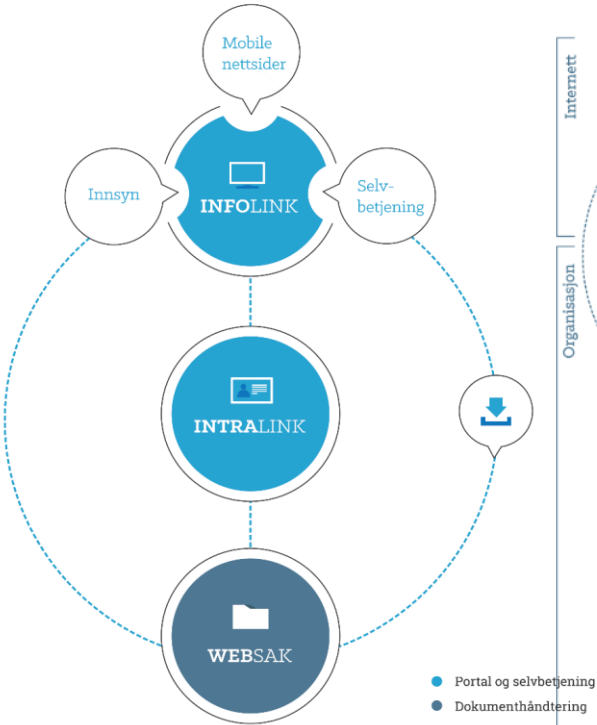 Mobile
nettsider
Innsyn
INFOLINK
Selv-
betjening
Internett
Organisasjon
INTRALINK
WEBSAK
Portal og selvbetjening
Dokumenthåndtering